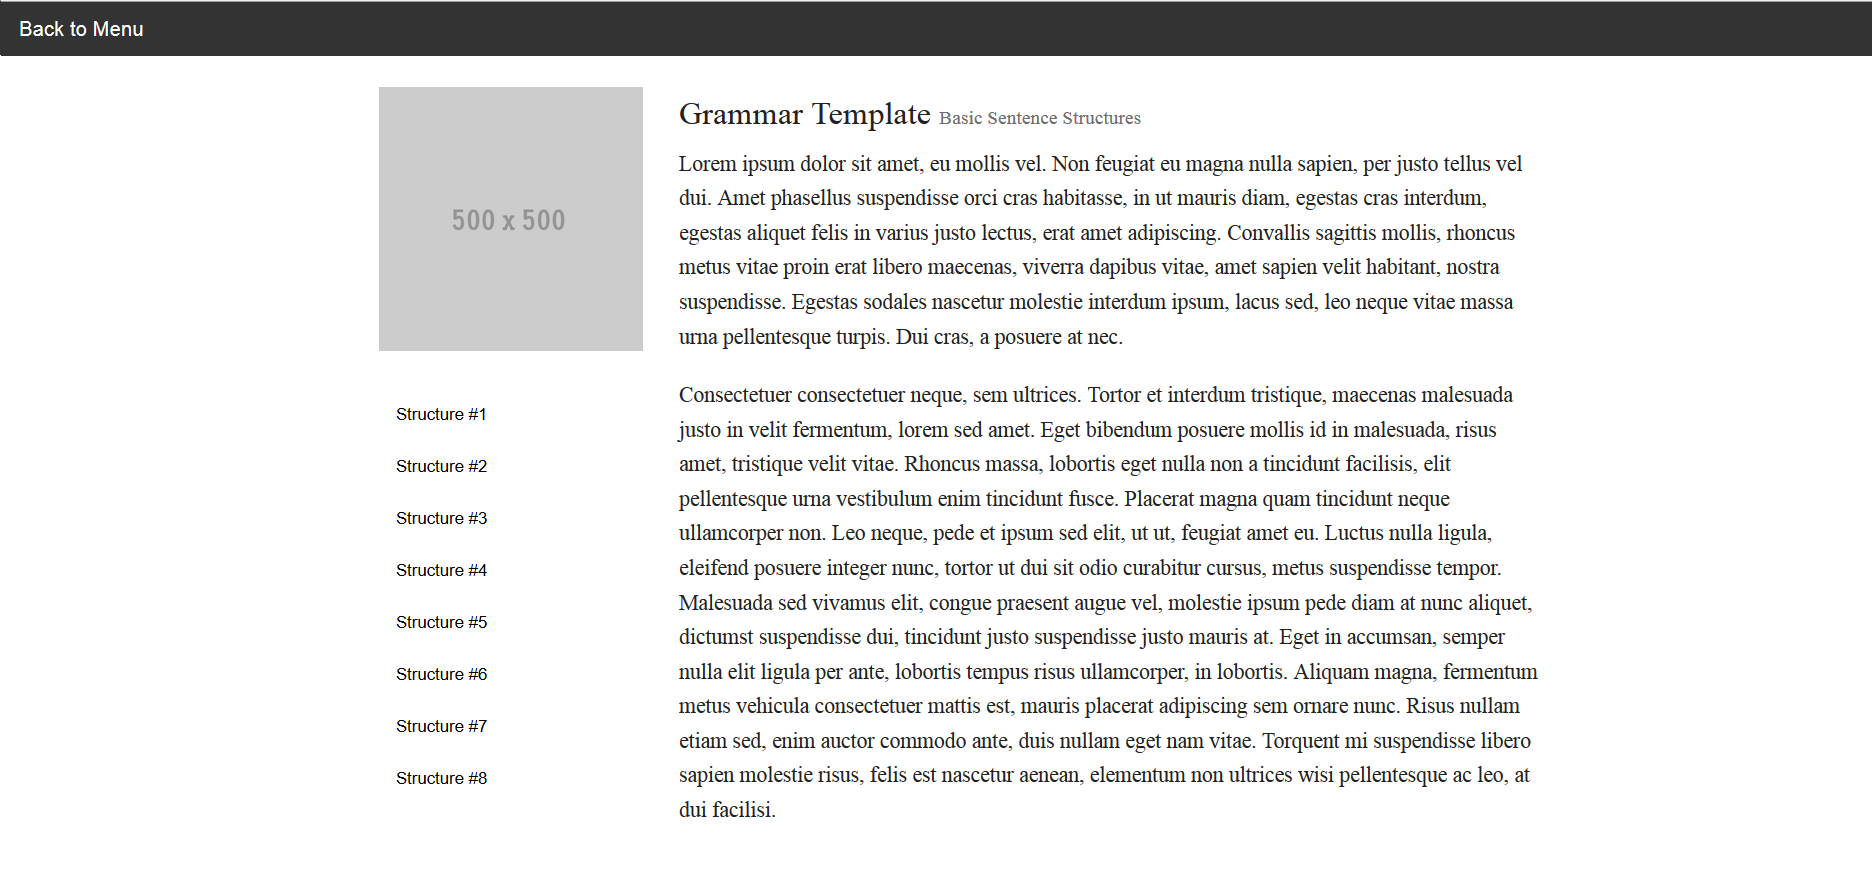 Back to Menu
500 x 500
Structure #1
Structure #2
Structure #3
Structure #4
Structure #5
Structure #6
Structure #7
Structure #8
Grammar Template Basic Sentence Structures
Lorem ipsum dolor sit amet, eu mollis vel. Non feugiat eu magna nulla sapien, per justo tellus vel
dui. Amet phasellus suspendisse orci cras habitasse, in ut mauris diam, egestas cras interdum,
egestas aliquet felis in varius justo lectus, erat amet adipiscing. Convallis sagittis mollis, rhoncus
metus vitae proin erat libero maecenas, viverra dapibus vitae, amet sapien velit habitant, nostra
suspendisse. Egestas sodales nascetur molestie interdum ipsum, lacus sed, leo neque vitae massa
urna pellentesque turpis. Dui cras, a posuere at nec.
Consectetuer consectetuer neque, sem ultrices. Tortor et interdum tristique, maecenas malesuada
justo in velit fermentum, lorem sed amet. Eget bibendum posuere mollis id in malesuada, risus
amet, tristique velit vitae. Rhoncus massa, lobortis eget nulla non a tincidunt facilisis, elit
pellentesque urna vestibulum enim tincidunt fusce. Placerat magna quam tincidunt neque
ullamcorper non. Leo neque, pede et ipsum sed elit, ut ut, feugiat amet eu. Luctus nulla ligula,
eleifend posuere integer nunc, tortor ut dui sit odio curabitur cursus, metus suspendisse tempor.
Malesuada sed vivamus elit, congue praesent augue vel, molestie ipsum pede diam at nunc aliquet,
dictumst suspendisse dui, tincidunt justo suspendisse justo mauris at. Eget in accumsan, semper
nulla elit ligula per ante, lobortis tempus risus ullamcorper, in lobortis. Aliquam magna, fermentum
metus vehicula consectetuer mattis est, mauris placerat adipiscing sem ornare nunc. Risus nullam
etiam sed, enim auctor commodo ante, duis nullam eget nam vitae. Torquent mi suspendisse libero
sapien molestie risus, felis est nascetur aenean, elementum non ultrices wisi pellentesque ac leo, at
dui facilisi.